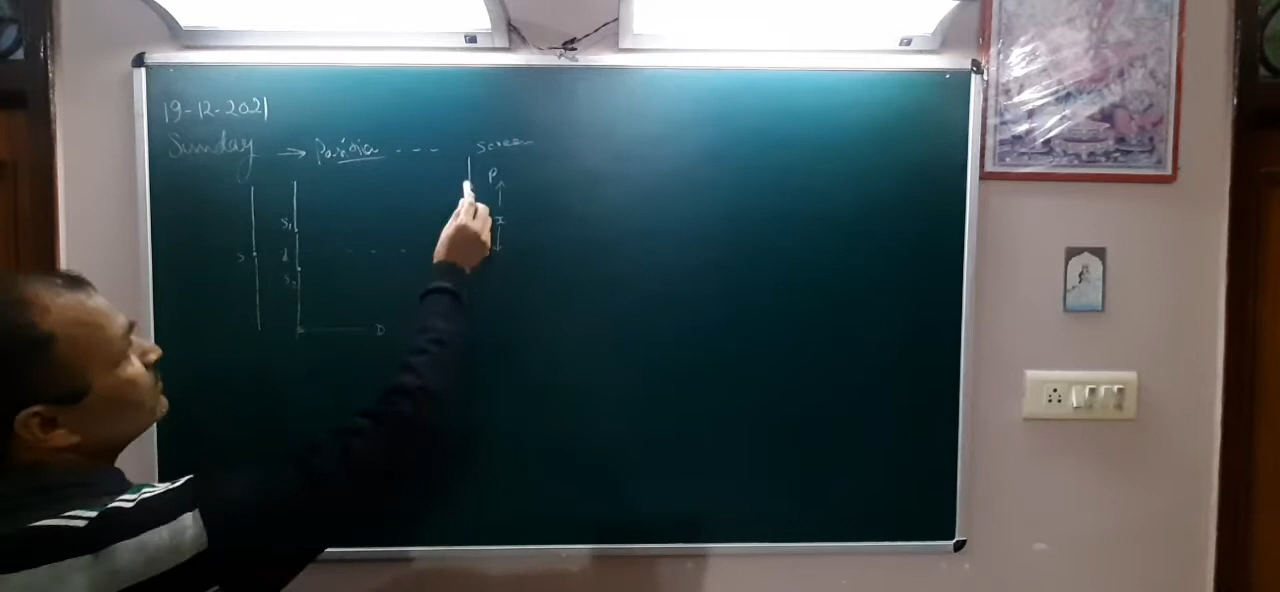 19-12-2021
Sunday → Position - - -
Screen
P
S₁
x
S
d
S₂
D